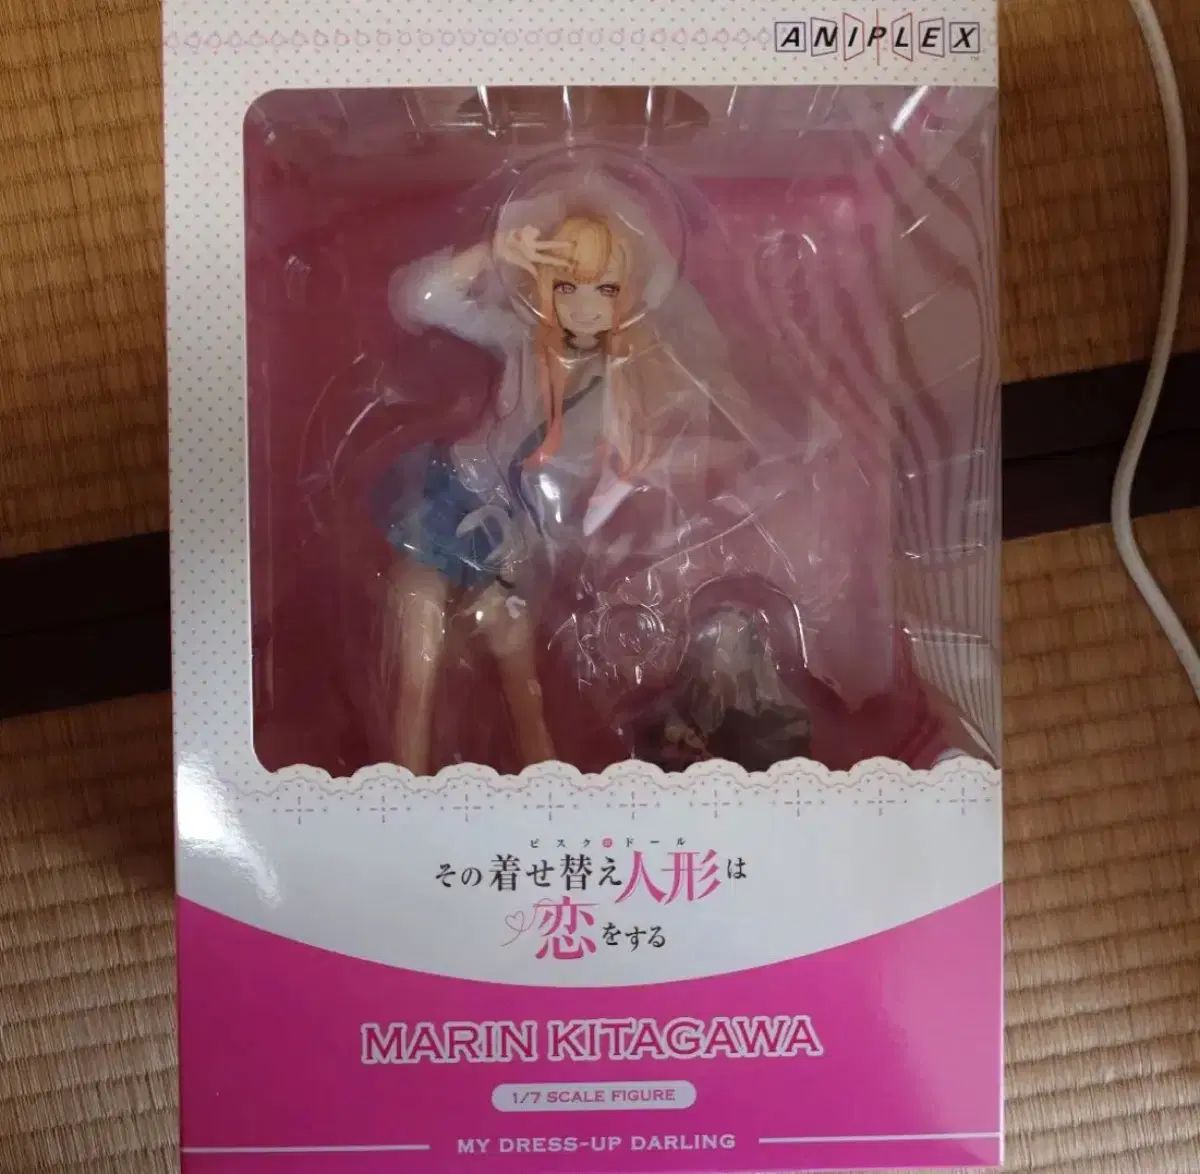 ANIPLEX
ビスク・ドール
その着せ替え人形は
恋をする
MARIN KITAGAWA
1/7 SCALE FIGURE
MY DRESS-UP DARLING